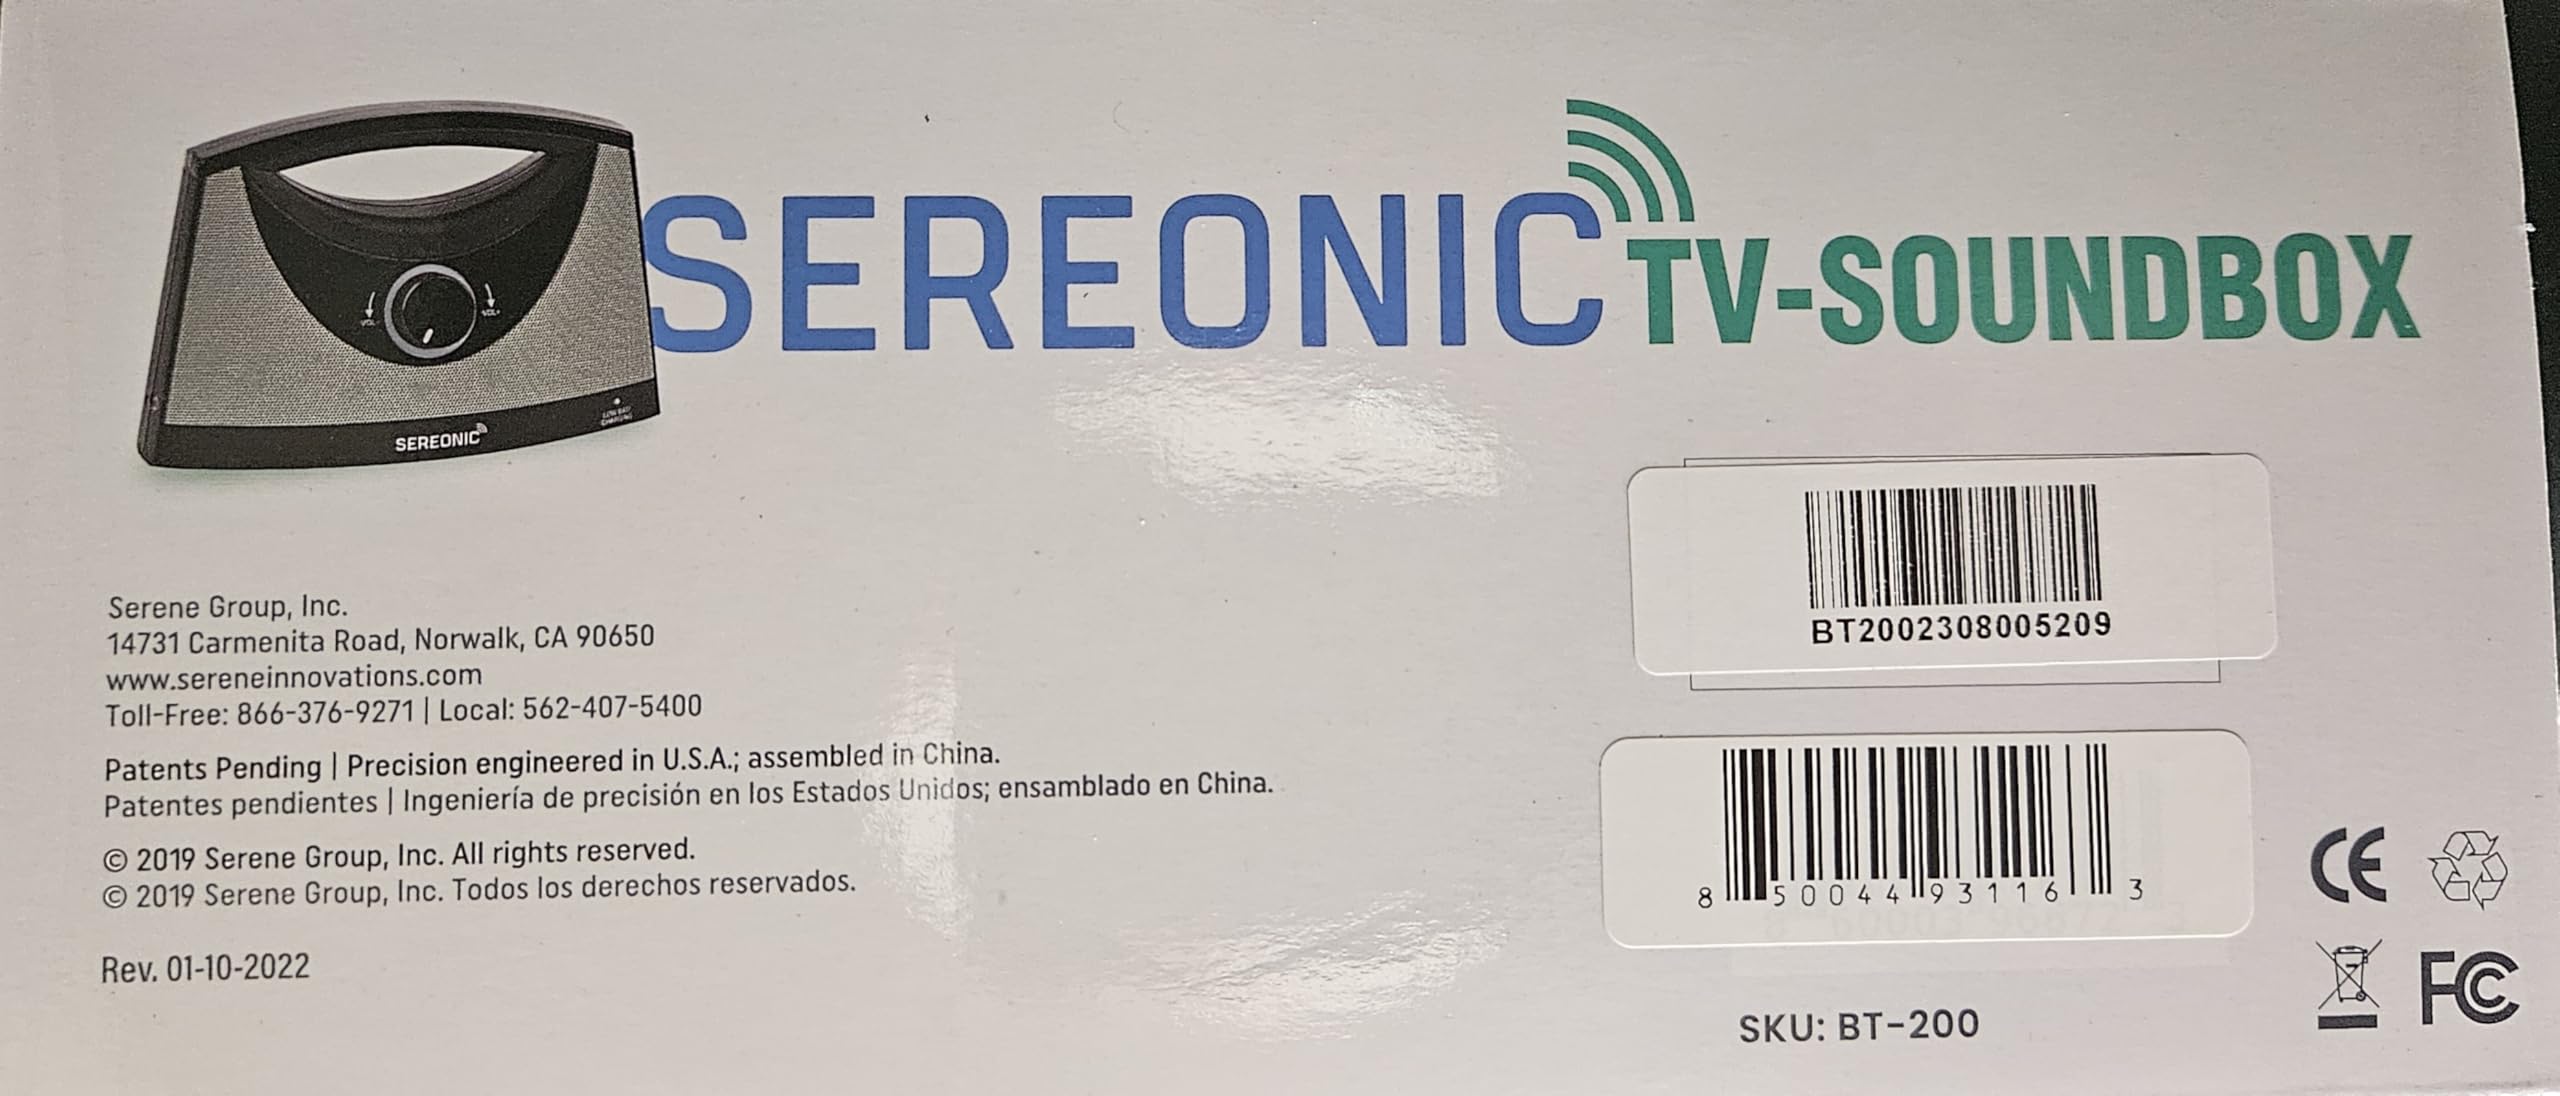 SEREONIC TV-SOUNDBOX
VOL- VOL+
SEREONIC
Serene Group, Inc.
14731 Carmenita Road, Norwalk, CA 90650
www.sereneinnovations.com
Toll-Free: 866-376-9271 | Local: 562-407-5400
Patents Pending | Precision engineered in U.S.A.; assembled in China.
Patentes pendientes | Ingeniería de precisión en los Estados Unidos; ensamblado en China.
© 2019 Serene Group, Inc. All rights reserved.
© 2019 Serene Group, Inc. Todos los derechos reservados.
Rev. 01-10-2022
BT2002308005209
8 50044 93116 3
SKU: BT-200
CE
FC